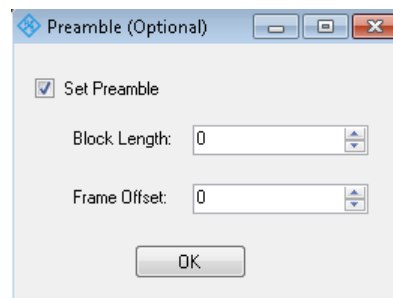 Preamble (Optional)
Set Preamble
Block Length: 0
Frame Offset: 0
OK